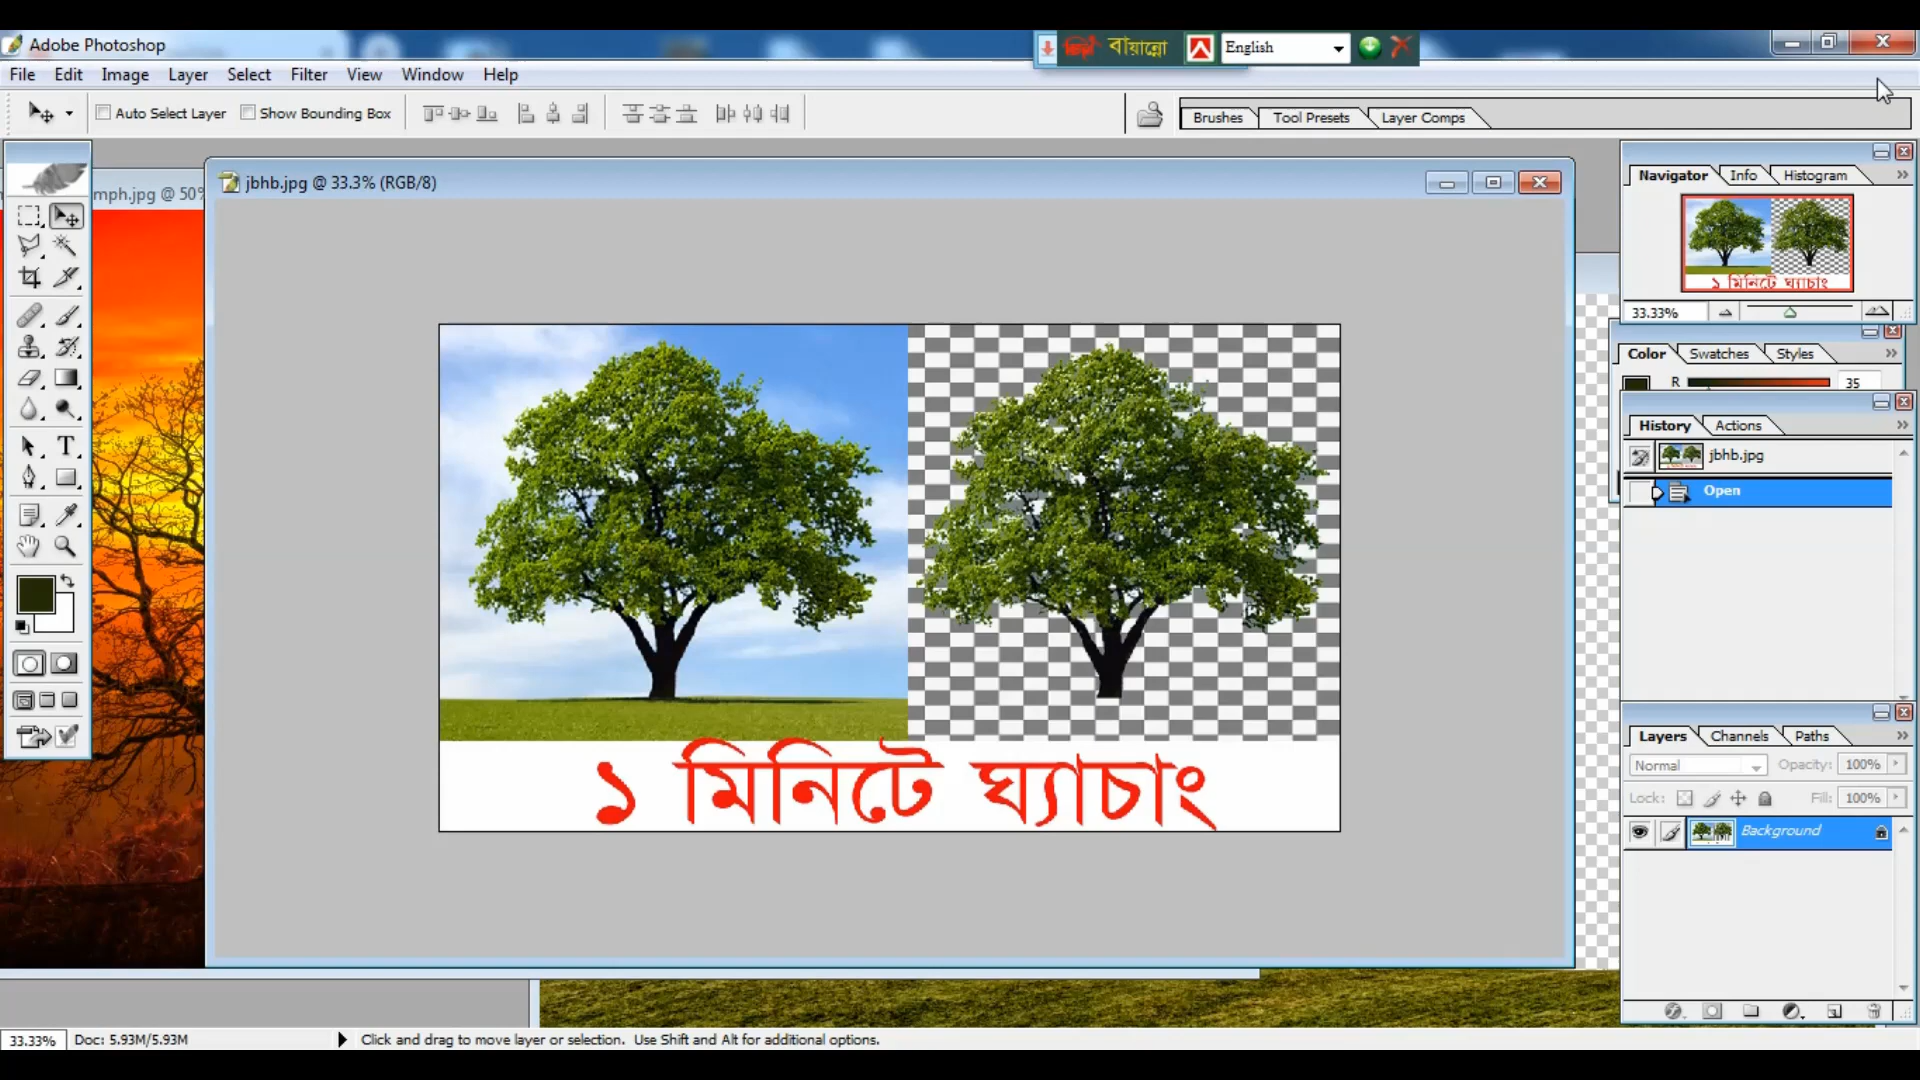 Adobe Photoshop
বায়ান্নো
English
File Edit Image Layer Select Filter View Window Help
Auto Select Layer Show Bounding Box
Brushes Tool Presets Layer Comps
mph.jpg @ 50%
jbhb.jpg @ 33.3% (RGB/8)
Navigator Info Histogram
১ মিনিটে ঘ্যাচাং
33.33%
Color Swatches Styles
R 35
History Actions
jbhb.jpg
Open
১ মিনিটে ঘ্যাচাং
Layers Channels Paths
Normal Opacity: 100%
Lock: Fill: 100%
Background
33.33% Doc: 5.93M/5.93M Click and drag to move layer or selection. Use Shift and Alt for additional options.